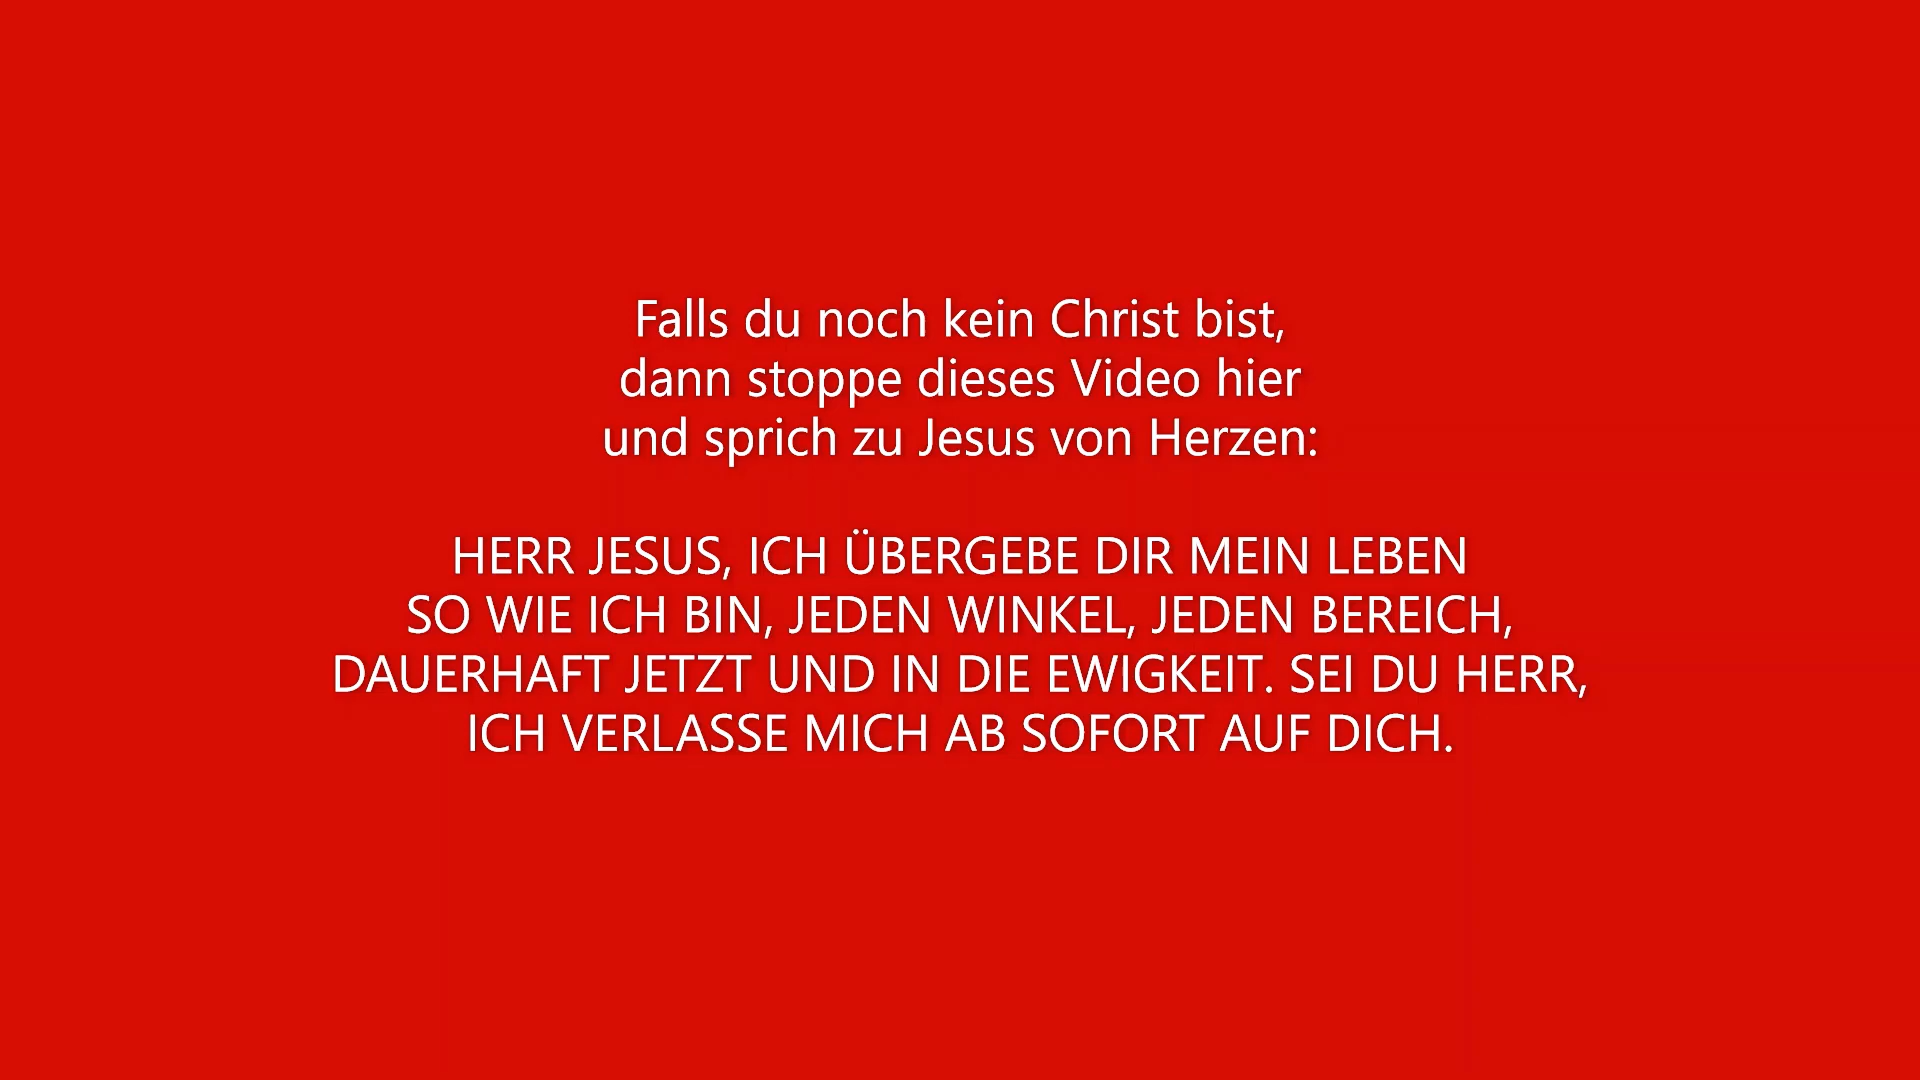 Falls du noch kein Christ bist,
dann stoppe dieses Video hier
und sprich zu Jesus von Herzen:
HERR JESUS, ICH ÜBERGEBE DIR MEIN LEBEN
SO WIE ICH BIN, JEDEN WINKEL, JEDEN BEREICH,
DAUERHAFT JETZT UND IN DIE EWIGKEIT. SEI DU HERR,
ICH VERLASSE MICH AB SOFORT AUF DICH.